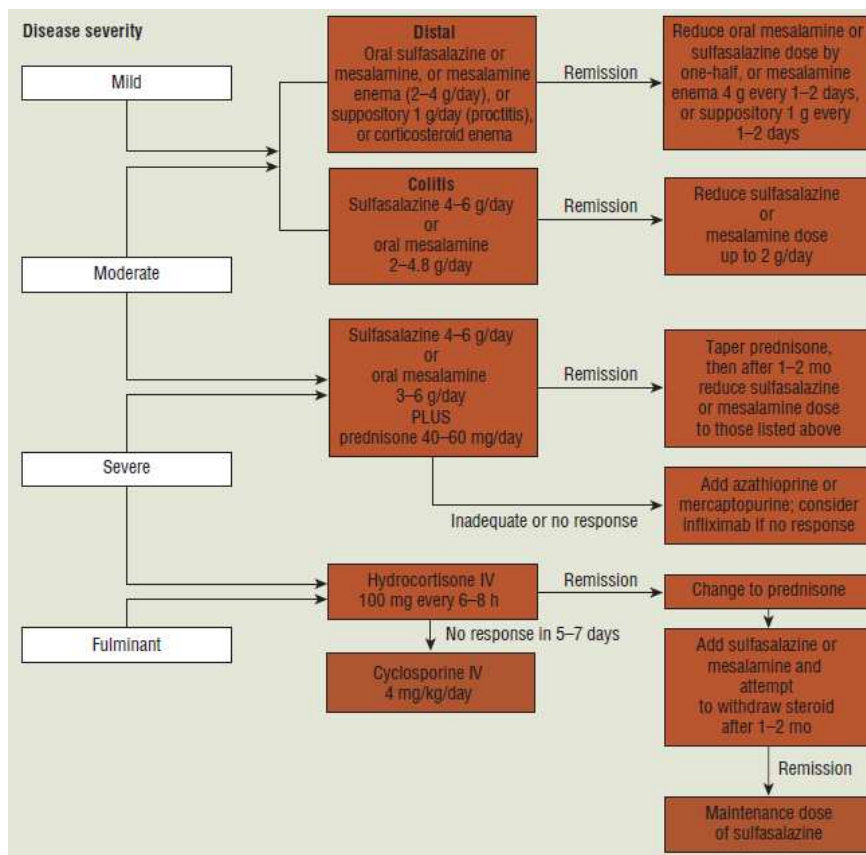 Disease severity
Mild
Distal
Oral sulfasalazine or
mesalamine, or mesalamine
enema (2–4 g/day), or
suppository 1 g/day (proctitis),
or corticosteroid enema
Remission
Reduce oral mesalamine or
sulfasalazine dose by
one-half, or mesalamine
enema 4 g every 1–2 days,
or suppository 1 g every
1–2 days
Colitis
Sulfasalazine 4–6 g/day
or
oral mesalamine
2–4.8 g/day
Remission
Reduce sulfasalazine
or
mesalamine dose
up to 2 g/day
Moderate
Sulfasalazine 4–6 g/day
or
oral mesalamine
3–6 g/day
PLUS
prednisone 40–60 mg/day
Remission
Taper prednisone,
then after 1–2 mo
reduce sulfasalazine
or mesalamine dose
to those listed above
Severe
Inadequate or no response
Add azathioprine or
mercaptopurine; consider
infliximab if no response
Hydrocortisone IV
100 mg every 6–8 h
Remission
Change to prednisone
Fulminant
No response in 5–7 days
Cyclosporine IV
4 mg/kg/day
Add sulfasalazine or
mesalamine and
attempt
to withdraw steroid
after 1–2 mo
Remission
Maintenance dose
of sulfasalazine